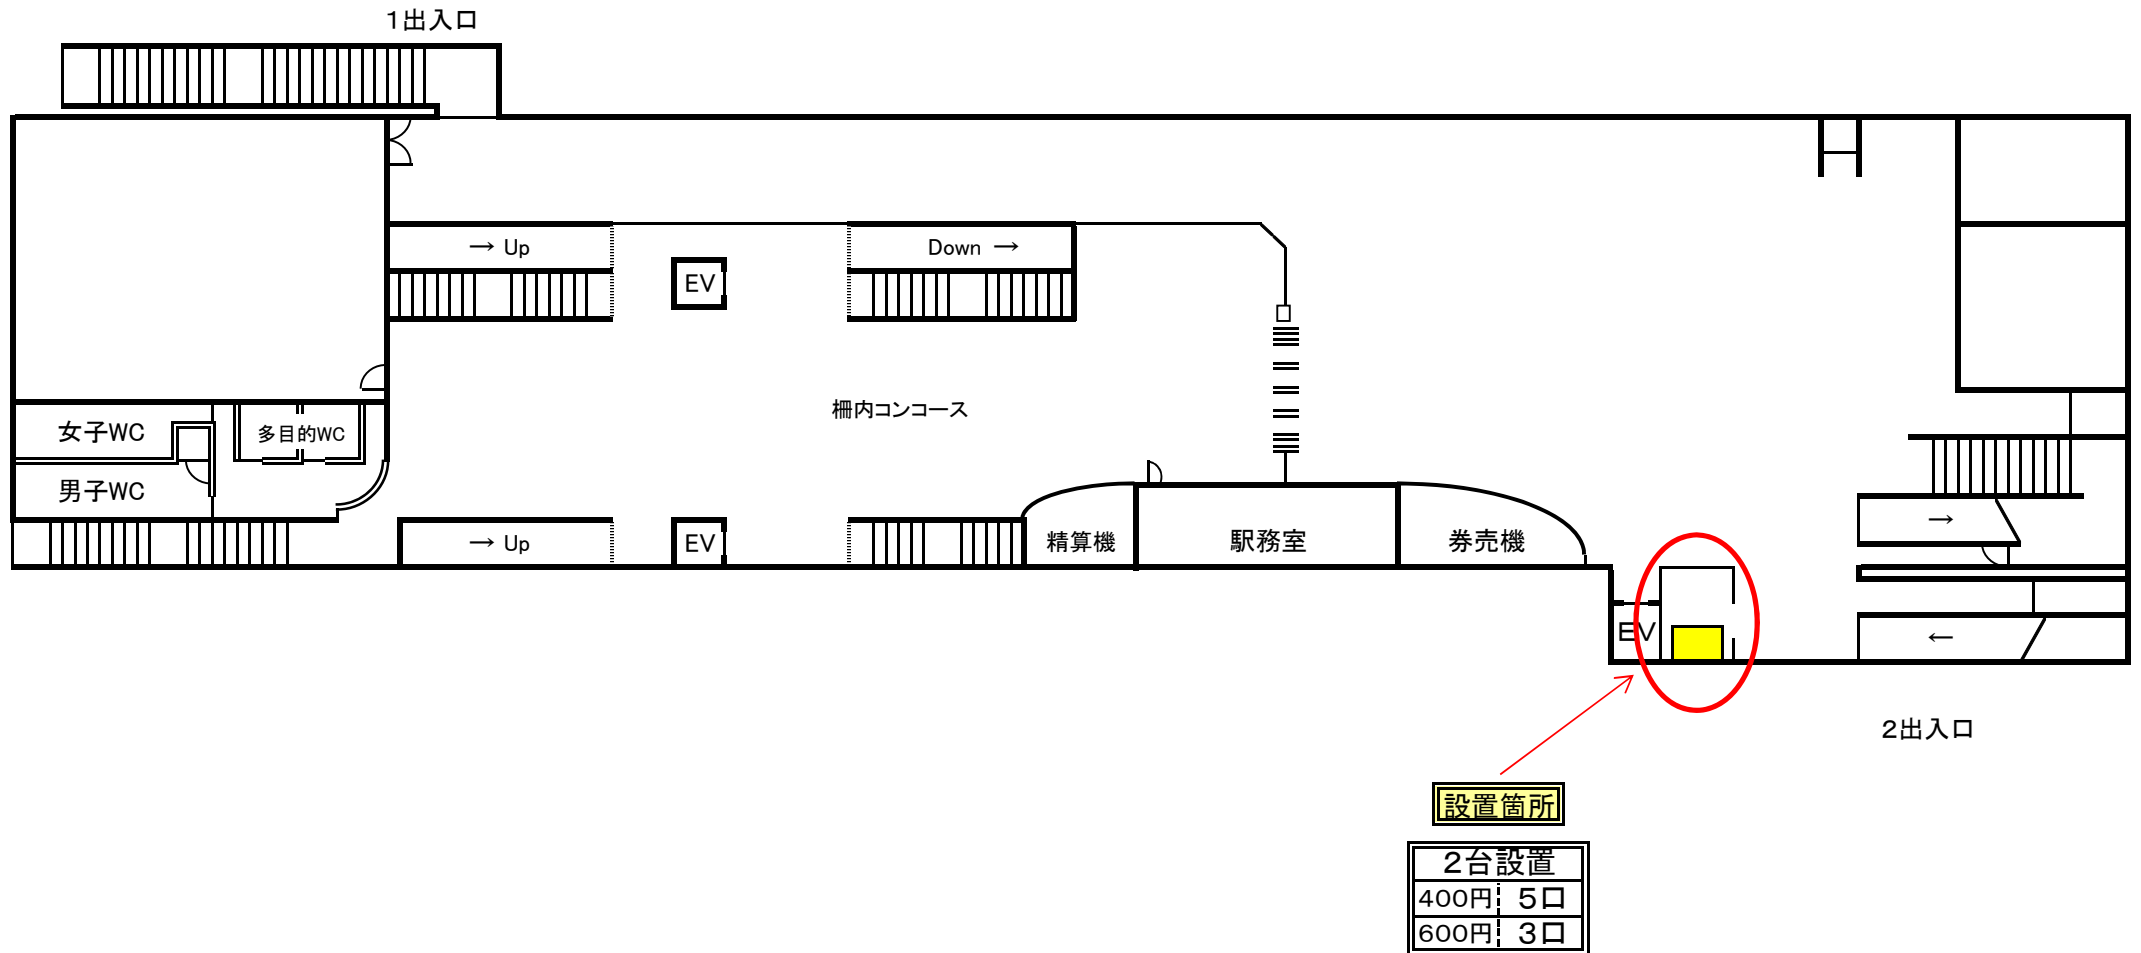 1出入口
→ Up
Down →
EV
柵内コンコース
女子WC
多目的WC
男子WC
→ Up
EV
精算機
駅務室
券売機
→
EV
←
2出入口
設置箇所
2台設置
400円 5口
600円 3口